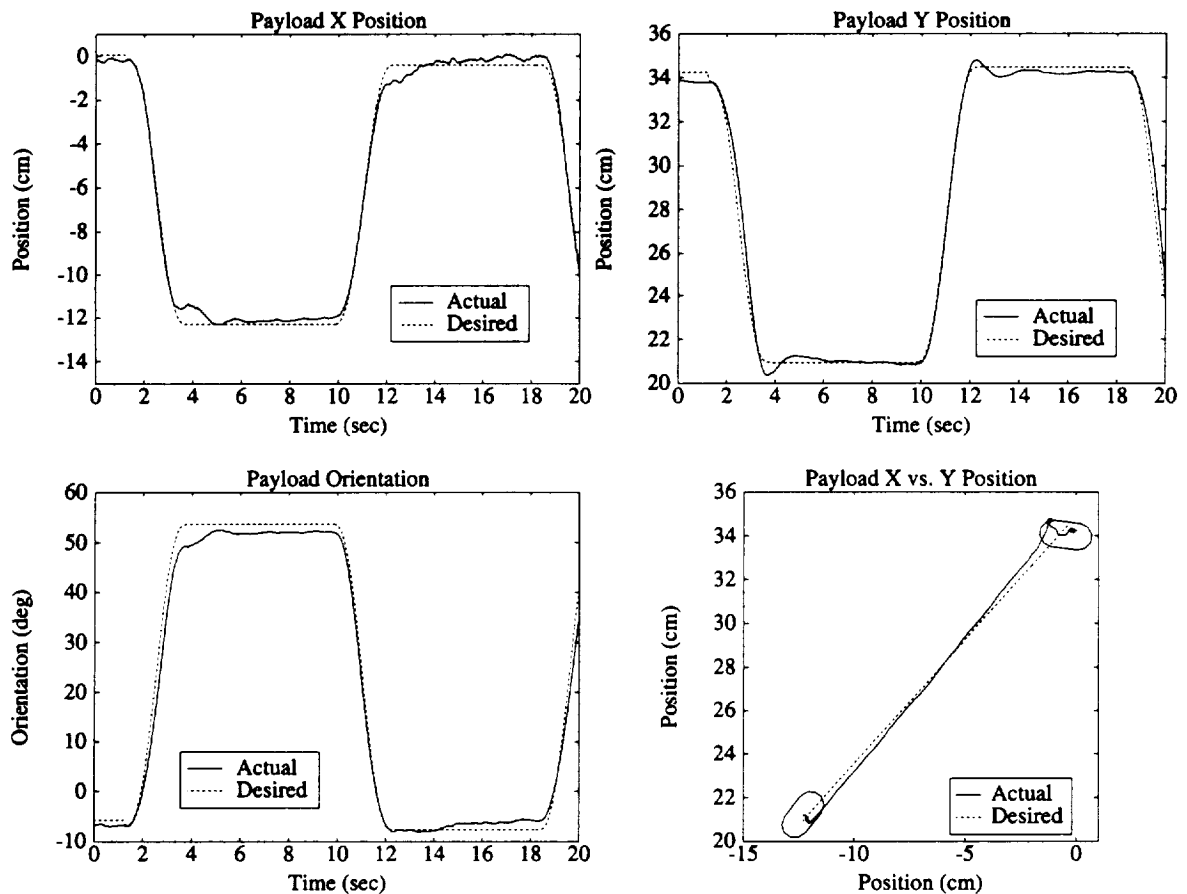 Payload X Position
0
-2
-4
-6
-8
-10
-12
-14
Position (cm)
Actual
Desired
0 2 4 6 8 10 12 14 16 18 20
Time (sec)
Payload Y Position
36
34
32
30
28
26
24
22
20
Position (cm)
Actual
Desired
0 2 4 6 8 10 12 14 16 18 20
Time (sec)
Payload Orientation
60
50
40
30
20
10
0
-10
Orientation (deg)
Actual
Desired
0 2 4 6 8 10 12 14 16 18 20
Time (sec)
Payload X vs. Y Position
36
34
32
30
28
26
24
22
20
Position (cm)
Actual
Desired
-15 -10 -5 0
Position (cm)